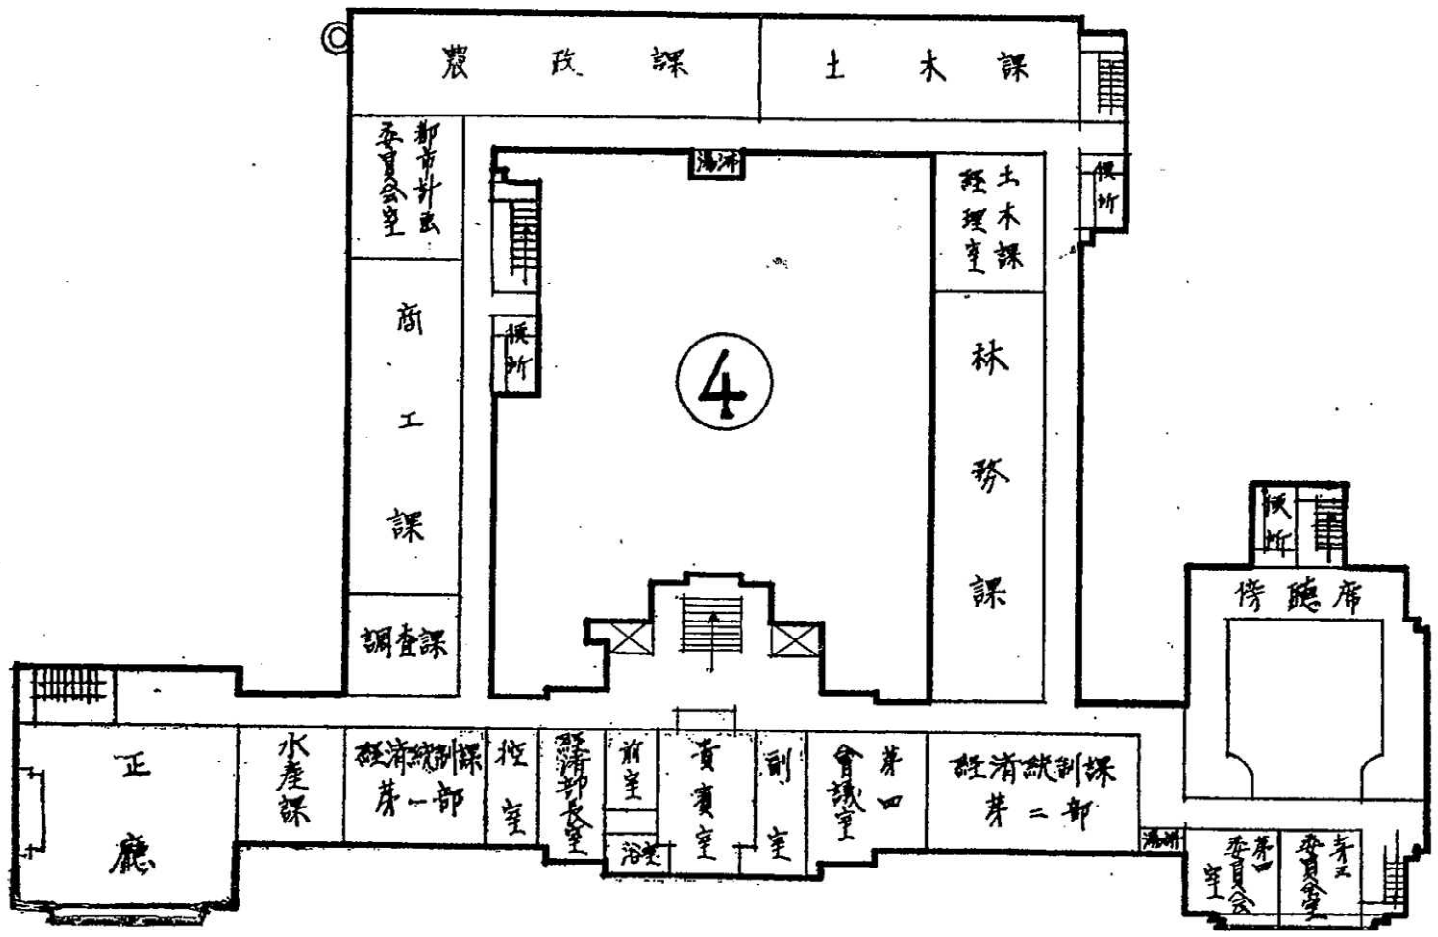 農政課
土木課
都市計画
委員会室
湯沸
土木課
経理室
便所
商工課
便所
④
林務課
調査課
便所
傍聴席
正廳
水産課
経済統制課
第一部
控室
経済部長室
前室
浴室
貴賓室
副室
第四
會議室
経済統制課
第二部
湯沸
第四
委員会
室
第五
委員会室